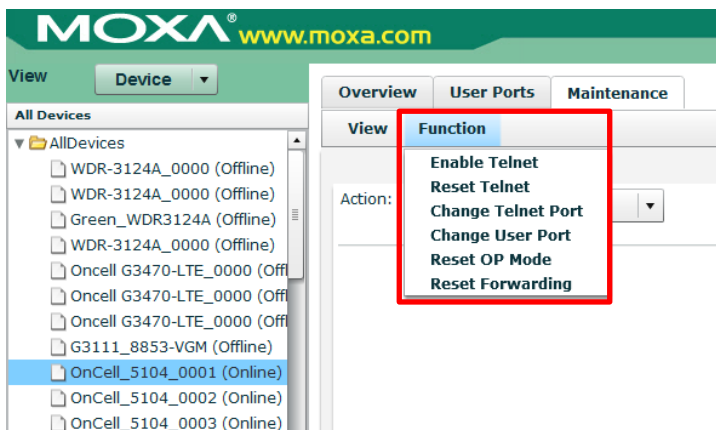 MOXA® www.moxa.com
View Device
All Devices
AllDevices
WDR-3124A_0000 (Offline)
WDR-3124A_0000 (Offline)
Green_WDR3124A (Offline)
WDR-3124A_0000 (Offline)
Oncell G3470-LTE_0000 (Offl
Oncell G3470-LTE_0000 (Offl
Oncell G3470-LTE_0000 (Offl
G3111_8853-VGM (Offline)
OnCell_5104_0001 (Online)
OnCell_5104_0002 (Online)
OnCell_5104_0003 (Online)
Overview User Ports Maintenance
View Function
Action:
Enable Telnet
Reset Telnet
Change Telnet Port
Change User Port
Reset OP Mode
Reset Forwarding